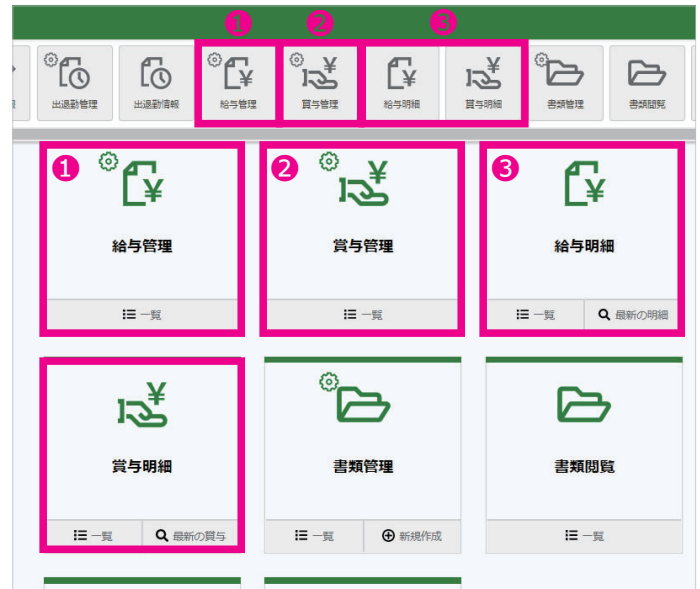 ❶ ❷ ❸
出退勤管理 出退勤情報 給与管理 賞与管理 給与明細 賞与明細 書類管理 書類閲覧
❶ ❷ ❸
給与管理 賞与管理 給与明細
一覧 一覧 一覧 最新の明細
賞与明細 書類管理 書類閲覧
一覧 最新の賞与 一覧 新規作成 一覧